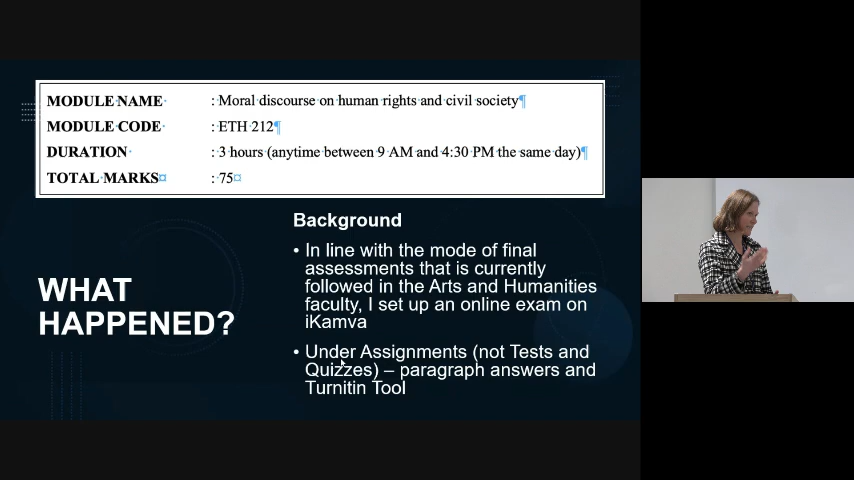 MODULE NAME : Moral discourse on human rights and civil society¶
MODULE CODE : ETH 212¶
DURATION : 3 hours (anytime between 9 AM and 4:30 PM the same day)¶
TOTAL MARKS¤ : 75¤
WHAT
HAPPENED?
Background
• In line with the mode of final
assessments that is currently
followed in the Arts and Humanities
faculty, I set up an online exam on
iKamva
• Under Assignments (not Tests and
Quizzes) – paragraph answers and
Turnitin Tool